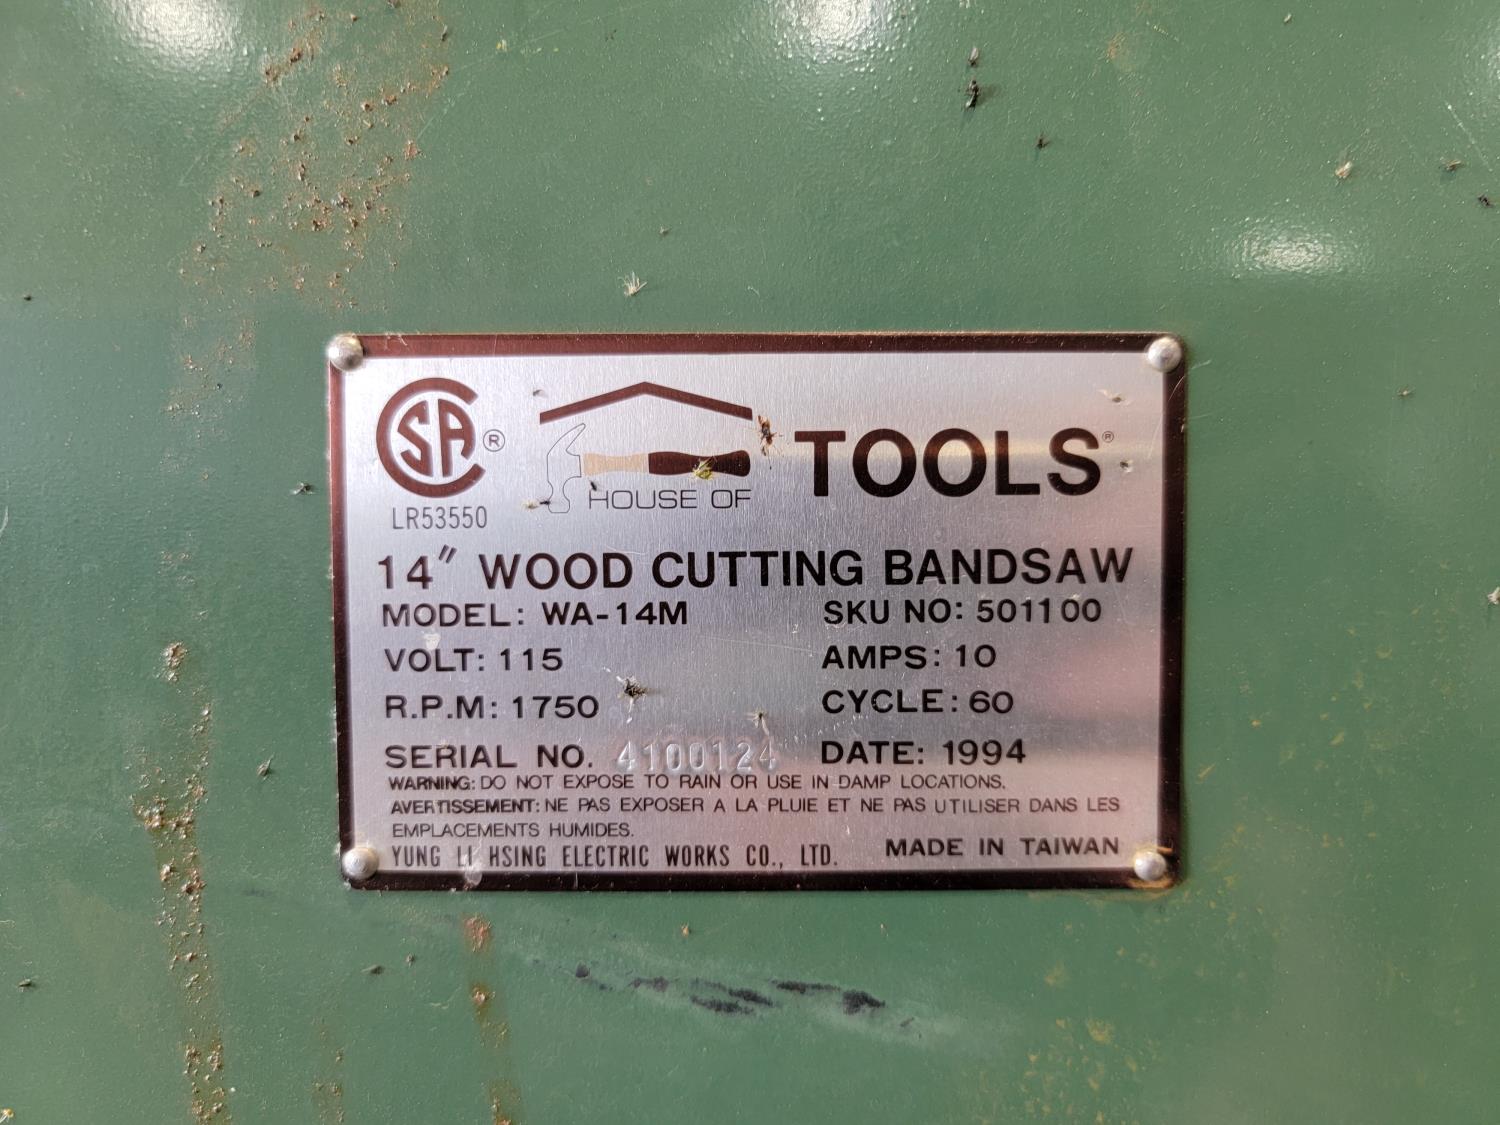 CSA ®
LR53550
HOUSE OF TOOLS®
14" WOOD CUTTING BANDSAW
MODEL: WA-14M SKU NO: 501100
VOLT: 115 AMPS: 10
R.P.M: 1750 CYCLE: 60
SERIAL NO. 4100124 DATE: 1994
WARNING: DO NOT EXPOSE TO RAIN OR USE IN DAMP LOCATIONS.
AVERTISSEMENT: NE PAS EXPOSER A LA PLUIE ET NE PAS UTILISER DANS LES
EMPLACEMENTS HUMIDES.
YUNG LI HSING ELECTRIC WORKS CO., LTD. MADE IN TAIWAN